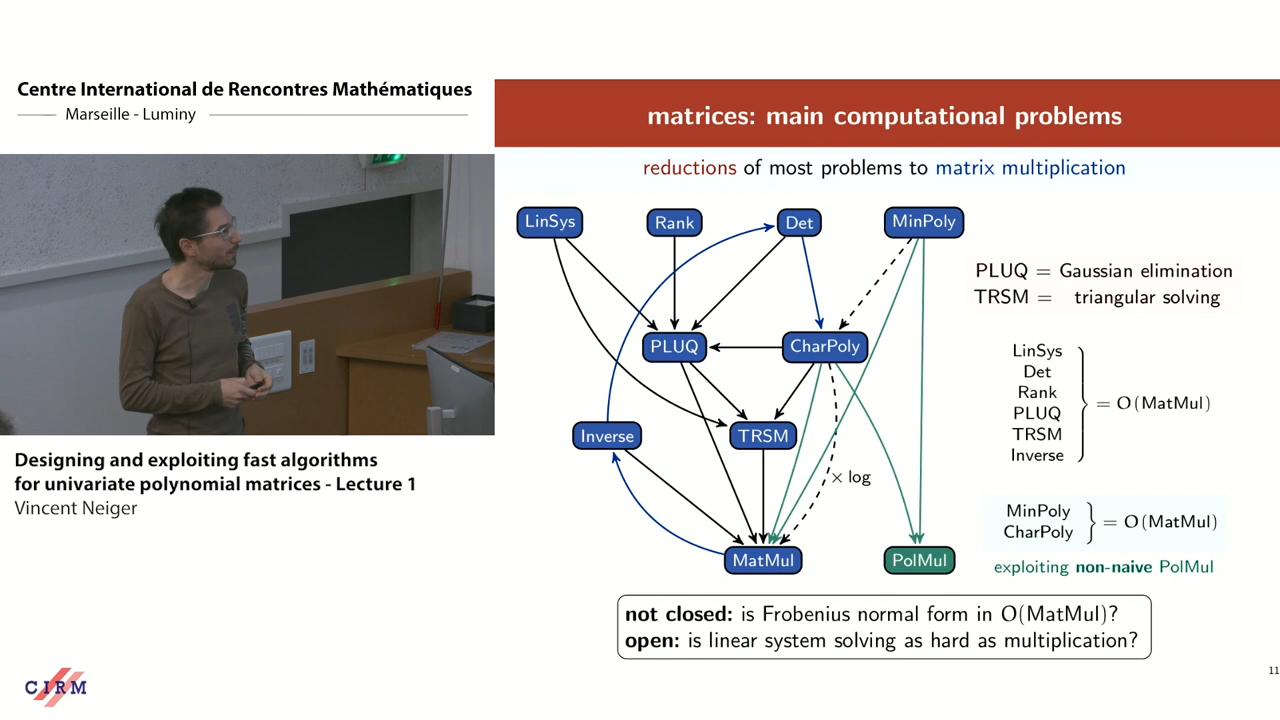 Centre International de Rencontres Mathématiques
Marseille - Luminy
matrices: main computational problems
reductions of most problems to matrix multiplication
LinSys
Rank
Det
MinPoly
PLUQ = Gaussian elimination
TRSM = triangular solving
PLUQ
CharPoly
LinSys
Det
Rank
PLUQ
TRSM
Inverse
= O(MatMul)
Inverse
TRSM
× log
MinPoly
CharPoly
= O(MatMul)
MatMul
PolMul
exploiting non-naive PolMul
not closed: is Frobenius normal form in O(MatMul)?
open: is linear system solving as hard as multiplication?
11
Designing and exploiting fast algorithms
for univariate polynomial matrices - Lecture 1
Vincent Neiger
CIRM